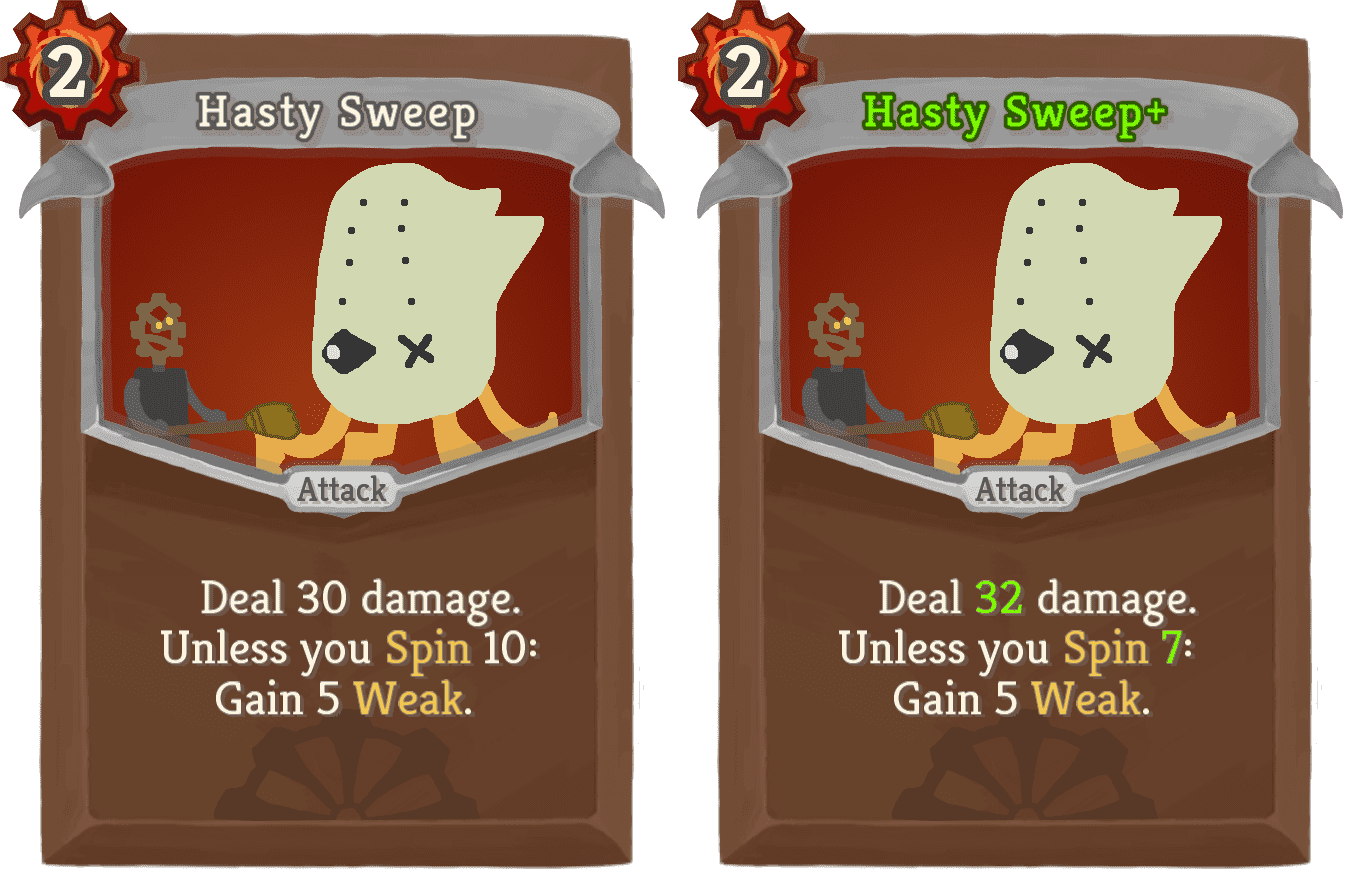 2
Hasty Sweep
Attack
Deal 30 damage.
Unless you Spin 10:
Gain 5 Weak.
2
Hasty Sweep+
Attack
Deal 32 damage.
Unless you Spin 7:
Gain 5 Weak.